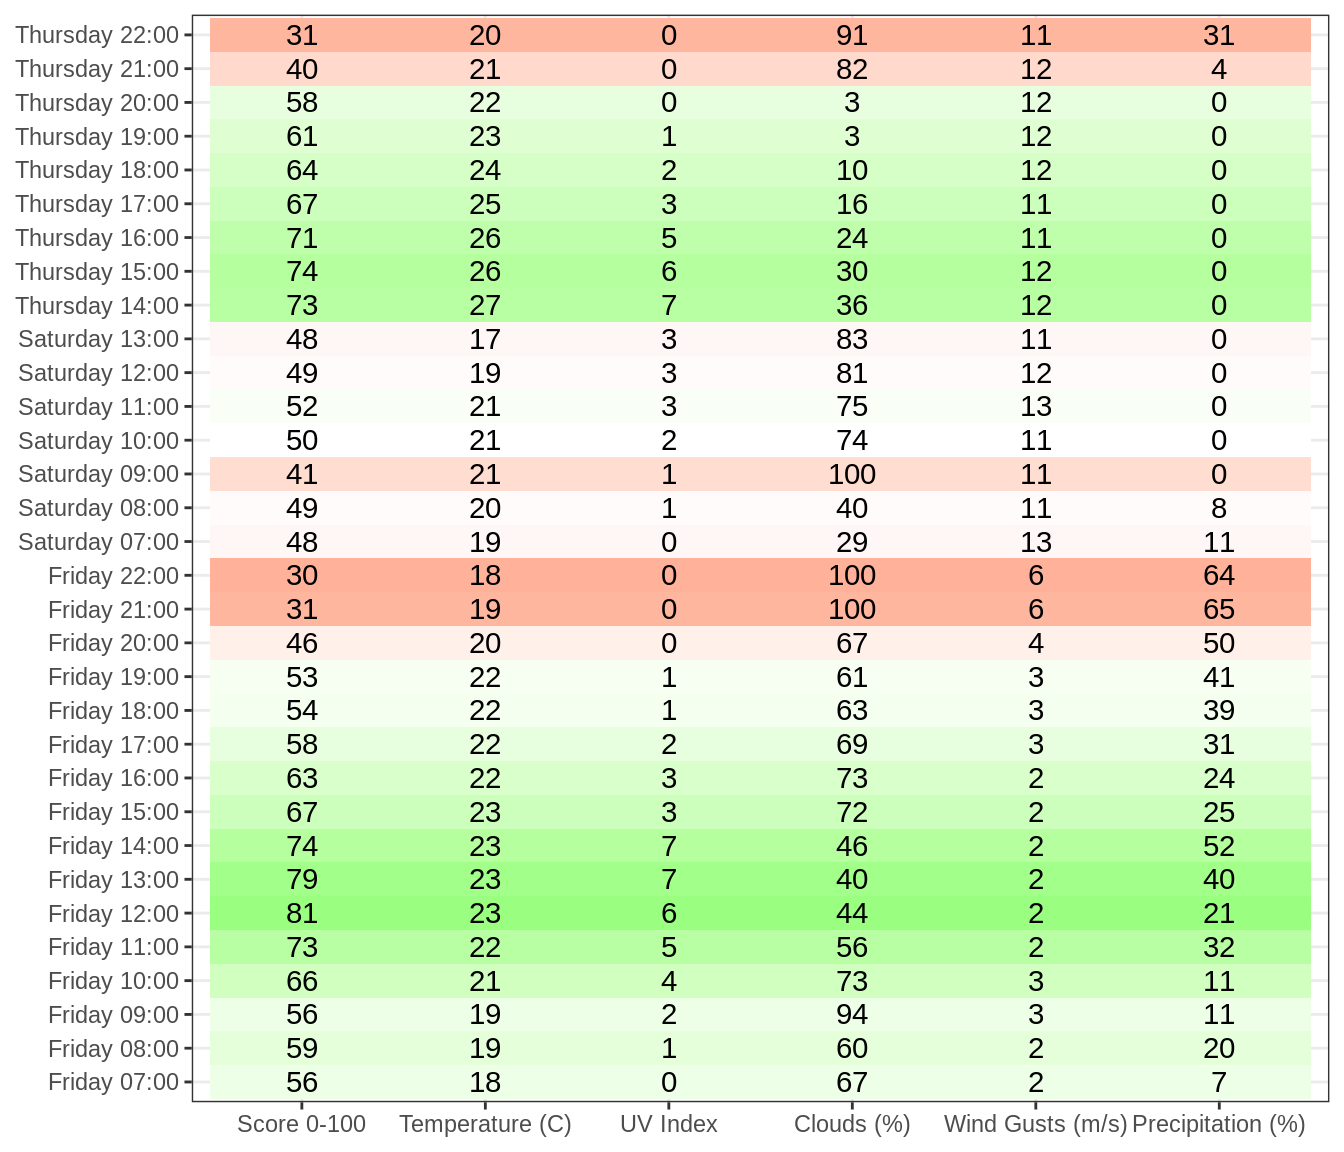 Thursday 22:00 31 20 0 91 11 31
Thursday 21:00 40 21 0 82 12 4
Thursday 20:00 58 22 0 3 12 0
Thursday 19:00 61 23 1 3 12 0
Thursday 18:00 64 24 2 10 12 0
Thursday 17:00 67 25 3 16 11 0
Thursday 16:00 71 26 5 24 11 0
Thursday 15:00 74 26 6 30 12 0
Thursday 14:00 73 27 7 36 12 0
Saturday 13:00 48 17 3 83 11 0
Saturday 12:00 49 19 3 81 12 0
Saturday 11:00 52 21 3 75 13 0
Saturday 10:00 50 21 2 74 11 0
Saturday 09:00 41 21 1 100 11 0
Saturday 08:00 49 20 1 40 11 8
Saturday 07:00 48 19 0 29 13 11
Friday 22:00 30 18 0 100 6 64
Friday 21:00 31 19 0 100 6 65
Friday 20:00 46 20 0 67 4 50
Friday 19:00 53 22 1 61 3 41
Friday 18:00 54 22 1 63 3 39
Friday 17:00 58 22 2 69 3 31
Friday 16:00 63 22 3 73 2 24
Friday 15:00 67 23 3 72 2 25
Friday 14:00 74 23 7 46 2 52
Friday 13:00 79 23 7 40 2 40
Friday 12:00 81 23 6 44 2 21
Friday 11:00 73 22 5 56 2 32
Friday 10:00 66 21 4 73 3 11
Friday 09:00 56 19 2 94 3 11
Friday 08:00 59 19 1 60 2 20
Friday 07:00 56 18 0 67 2 7
Score 0-100 Temperature (C) UV Index Clouds (%) Wind Gusts (m/s) Precipitation (%)